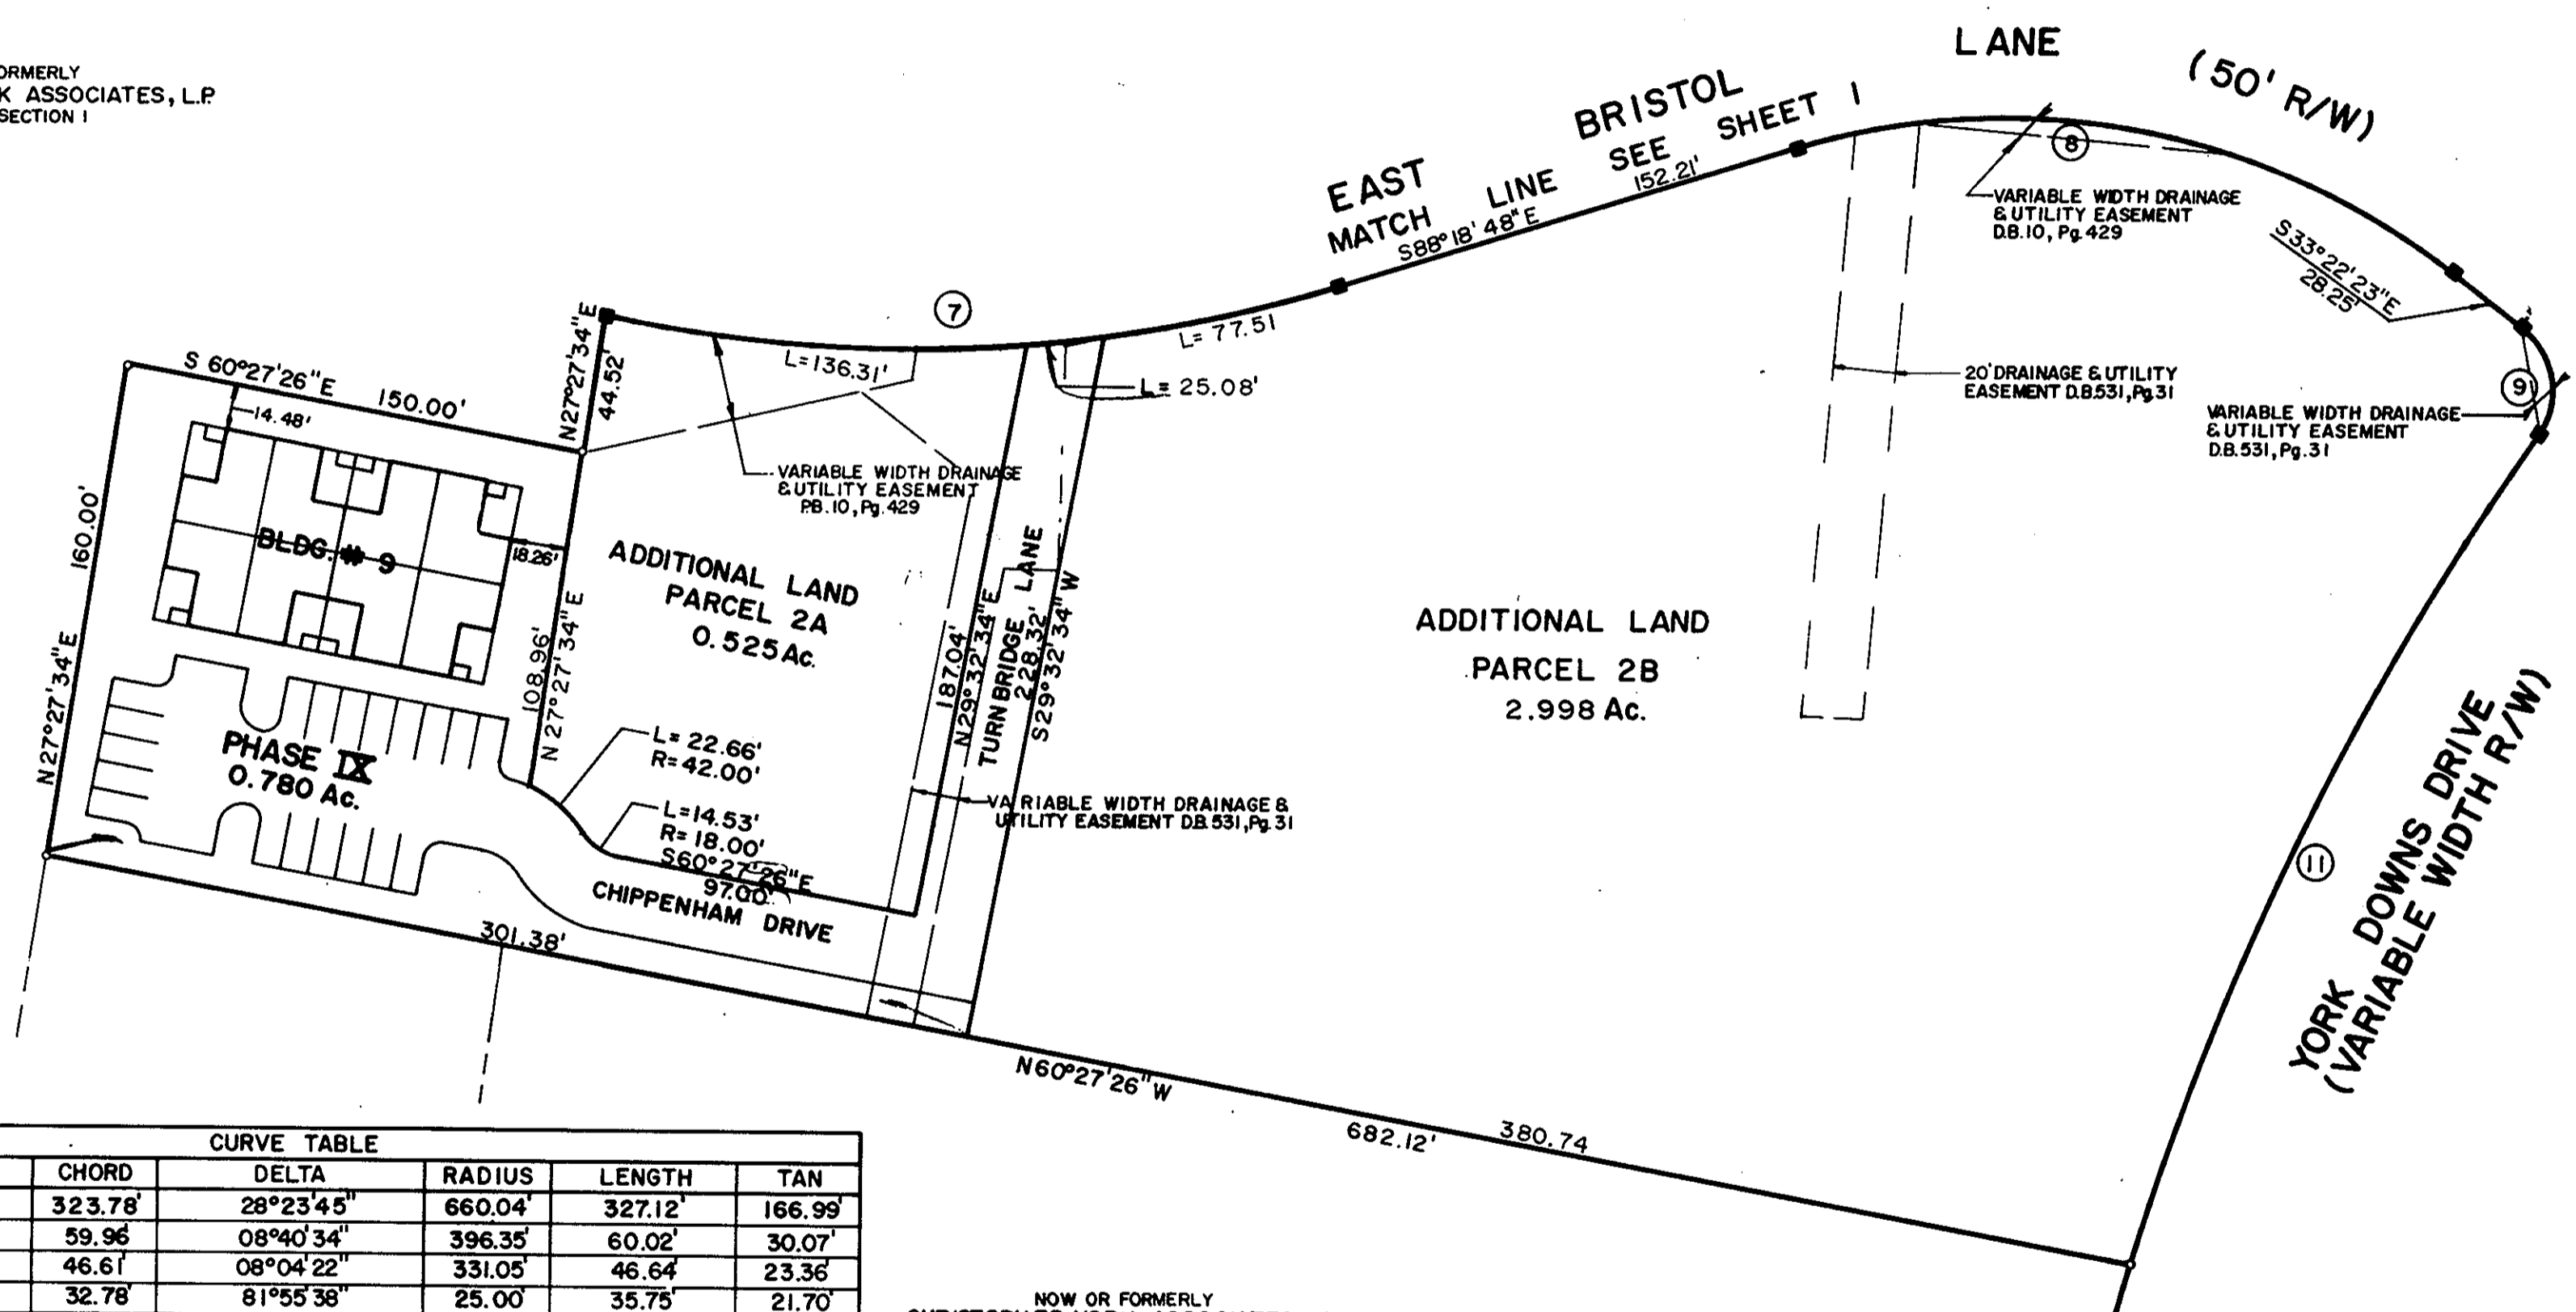 LANE
(50' R/W)
ORMERLY
K ASSOCIATES, L.P.
SECTION I
BRISTOL
SEE SHEET 1
EAST
MATCH LINE
152.21'
S88°18'48"E
8
VARIABLE WIDTH DRAINAGE
& UTILITY EASEMENT
D.B.10, Pg.429
S33°22'23"E
28.25'
7
L=77.51
L=136.31'
L=25.08'
N27°27'34"E
44.52'
S 60°27'26"E
150.00'
14.48'
20' DRAINAGE & UTILITY
EASEMENT D.B.531, Pg.31
9
VARIABLE WIDTH DRAINAGE
& UTILITY EASEMENT
D.B.531, Pg.31
VARIABLE WIDTH DRAINAGE
& UTILITY EASEMENT
P.B.10, Pg.429
160.00'
N27°27'34"E
BLDG. # 9
18.26'
ADDITIONAL LAND
PARCEL 2A
0.525 Ac.
108.96'
N 27°27'34"E
187.04'
N29°32'34"E
TURNBRIDGE LANE
228.32'
S29°32'34"W
ADDITIONAL LAND
PARCEL 2B
2.998 Ac.
PHASE IX
0.780 Ac.
L=22.66'
R=42.00'
L=14.53'
R=18.00'
S60°27'26"E
97.00'
VARIABLE WIDTH DRAINAGE &
UTILITY EASEMENT D.B.531, Pg.31
CHIPPENHAM DRIVE
301.38'
11
YORK DOWNS DRIVE
(VARIABLE WIDTH R/W)
N60°27'26"W
682.12'
380.74
CURVE TABLE
CHORD DELTA RADIUS LENGTH TAN
323.78' 28°23'45" 660.04' 327.12' 166.99'
59.96' 08°40'34" 396.35' 60.02' 30.07'
46.61' 08°04'22" 331.05' 46.64' 23.36'
32.78' 81°55'38" 25.00' 35.75' 21.70'
NOW OR FORMERLY